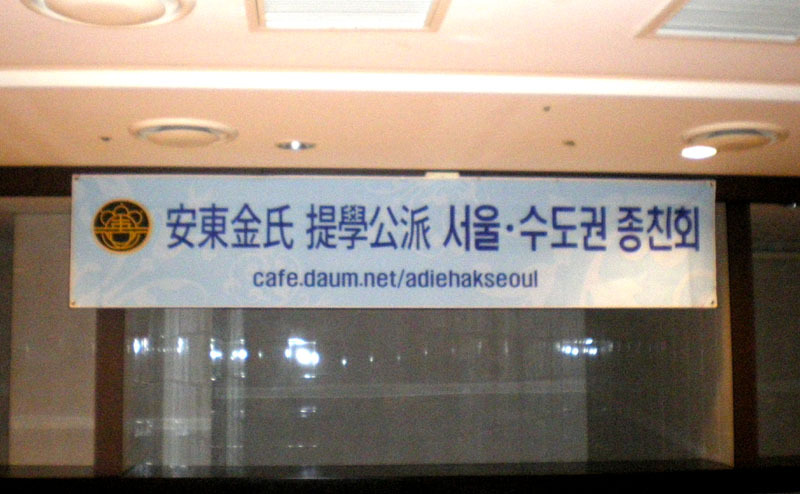 安東金氏 提學公派 서울·수도권 종친회
cafe.daum.net/adiehakseoul